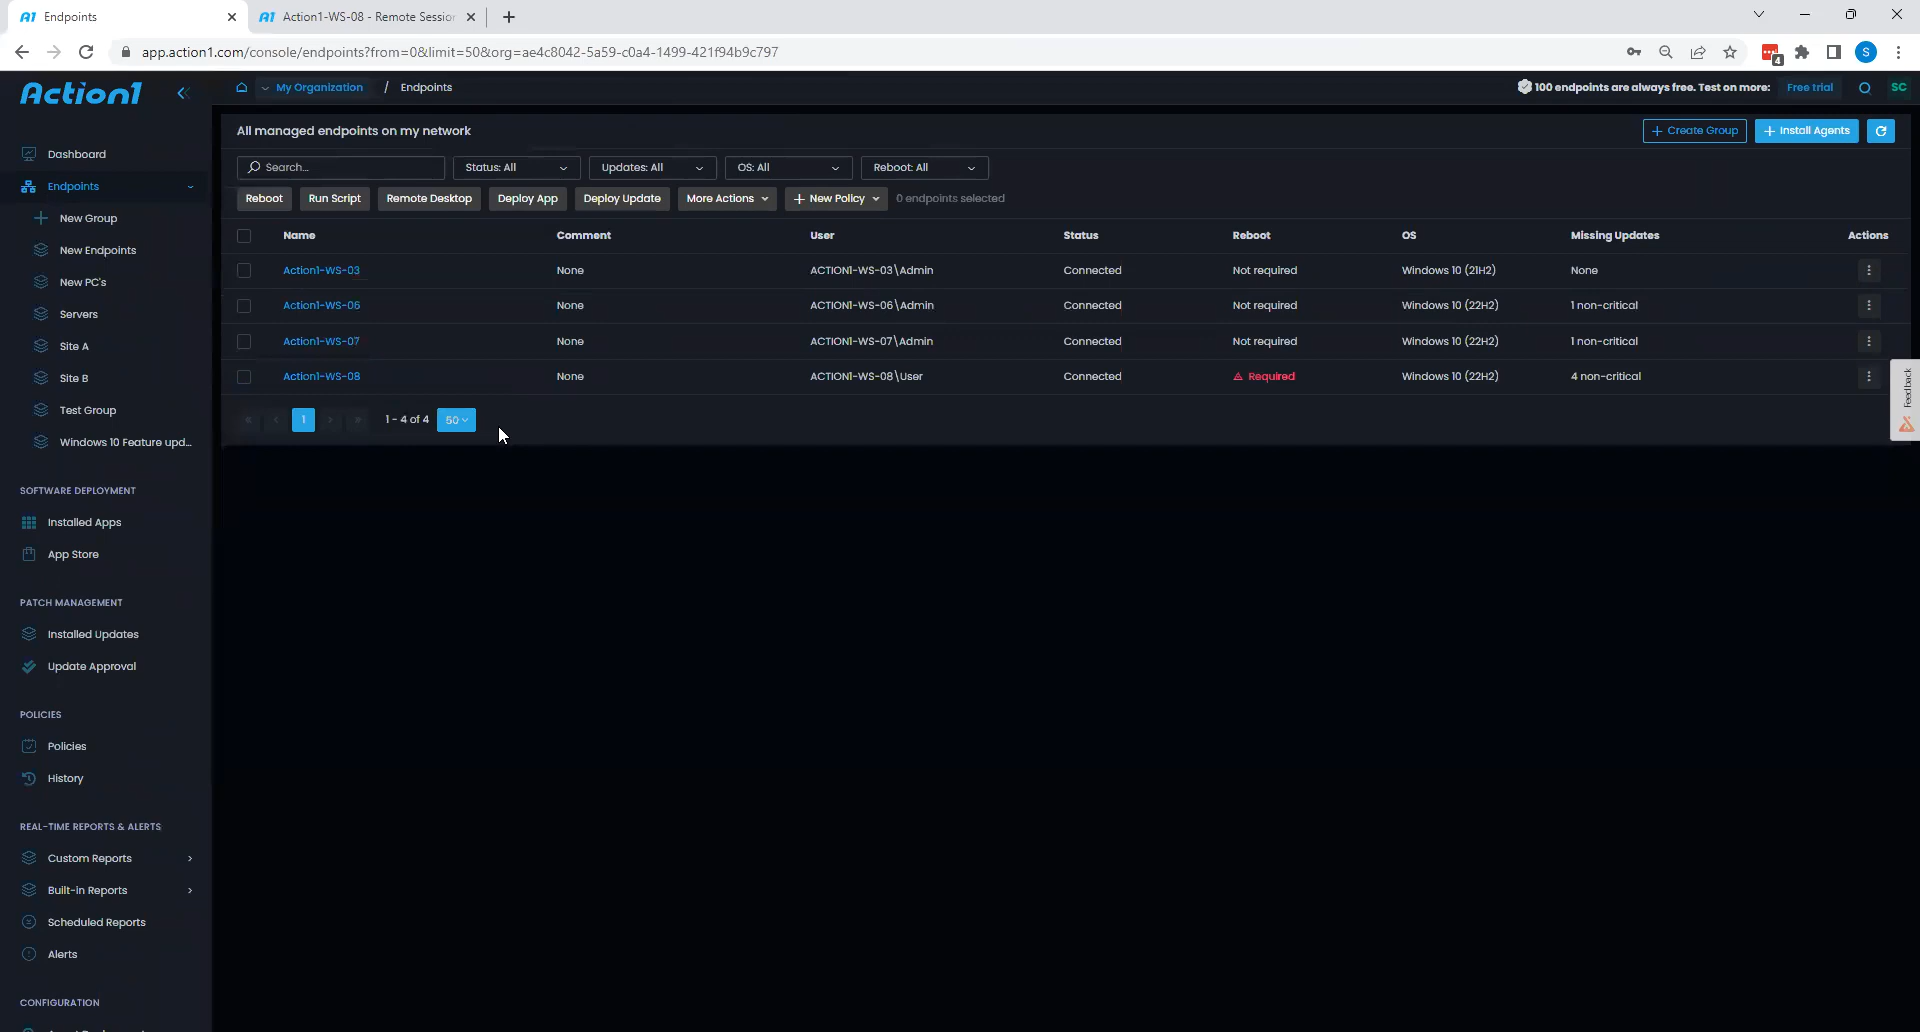 Endpoints
Action1-WS-08 - Remote Session
app.action1.com/console/endpoints?from=0&limit=50&org=ae4c8042-5a59-c0a4-1499-421f94b9c797
4
S
Action1
My Organization / Endpoints
100 endpoints are always free. Test on more: Free trial
SC
All managed endpoints on my network
+ Create Group
+ Install Agents
Search...
Status: All
Updates: All
OS: All
Reboot: All
Reboot
Run Script
Remote Desktop
Deploy App
Deploy Update
More Actions
+ New Policy
0 endpoints selected
Name Comment User Status Reboot OS Missing Updates Actions
Action1-WS-03 None ACTION1-WS-03\Admin Connected Not required Windows 10 (21H2) None
Action1-WS-06 None ACTION1-WS-06\Admin Connected Not required Windows 10 (22H2) 1 non-critical
Action1-WS-07 None ACTION1-WS-07\Admin Connected Not required Windows 10 (22H2) 1 non-critical
Action1-WS-08 None ACTION1-WS-08\User Connected Required Windows 10 (22H2) 4 non-critical
1
1 - 4 of 4
50
Feedback
Dashboard
Endpoints
New Group
New Endpoints
New PC's
Servers
Site A
Site B
Test Group
Windows 10 Feature upd...
SOFTWARE DEPLOYMENT
Installed Apps
App Store
PATCH MANAGEMENT
Installed Updates
Update Approval
POLICIES
Policies
History
REAL-TIME REPORTS & ALERTS
Custom Reports
Built-in Reports
Scheduled Reports
Alerts
CONFIGURATION